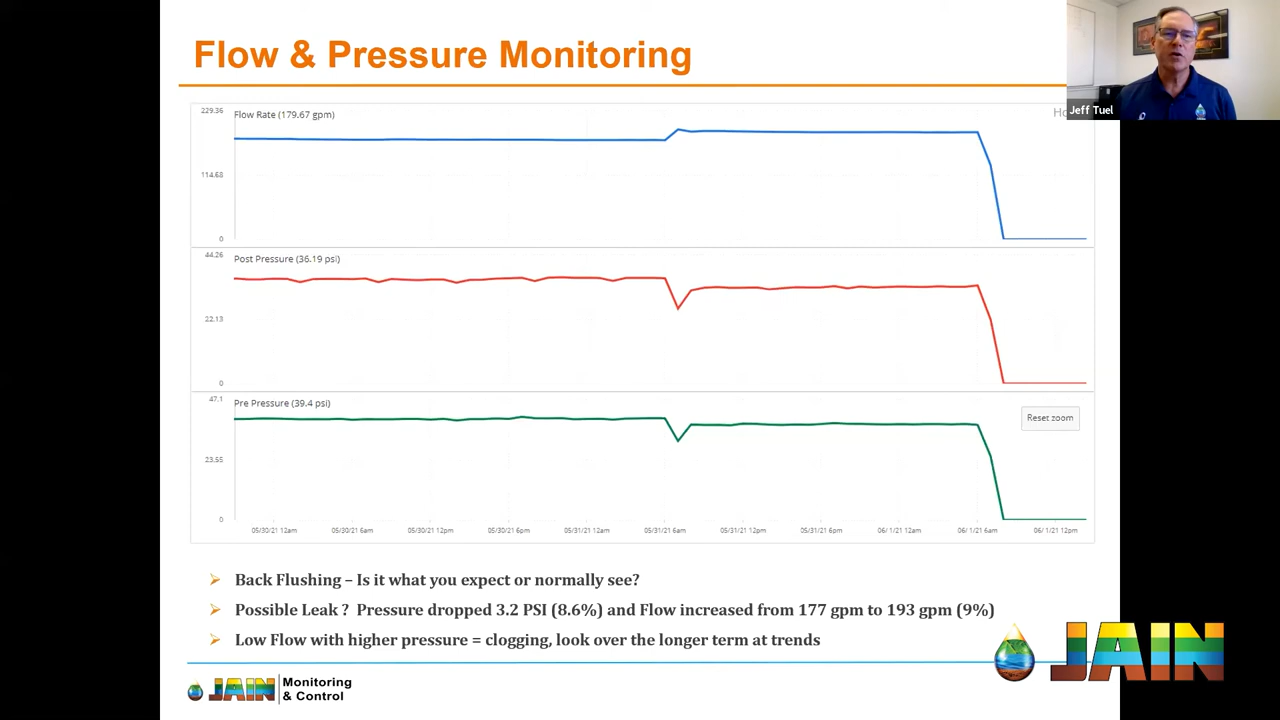 Flow & Pressure Monitoring
Jeff Tuel
229.36
Flow Rate (179.67 gpm)
114.68
0
44.26
Post Pressure (36.19 psi)
22.13
0
47.1
Pre Pressure (39.4 psi)
Reset zoom
23.55
0
05/30/21 12am 05/30/21 6am 05/30/21 12pm 05/30/21 6pm 05/31/21 12am 05/31/21 6am 05/31/21 12pm 05/31/21 6pm 06/1/21 12am 06/1/21 6am 06/1/21 12pm
Back Flushing – Is it what you expect or normally see?
Possible Leak ? Pressure dropped 3.2 PSI (8.6%) and Flow increased from 177 gpm to 193 gpm (9%)
Low Flow with higher pressure = clogging, look over the longer term at trends
JAIN
JAIN Monitoring
& Control